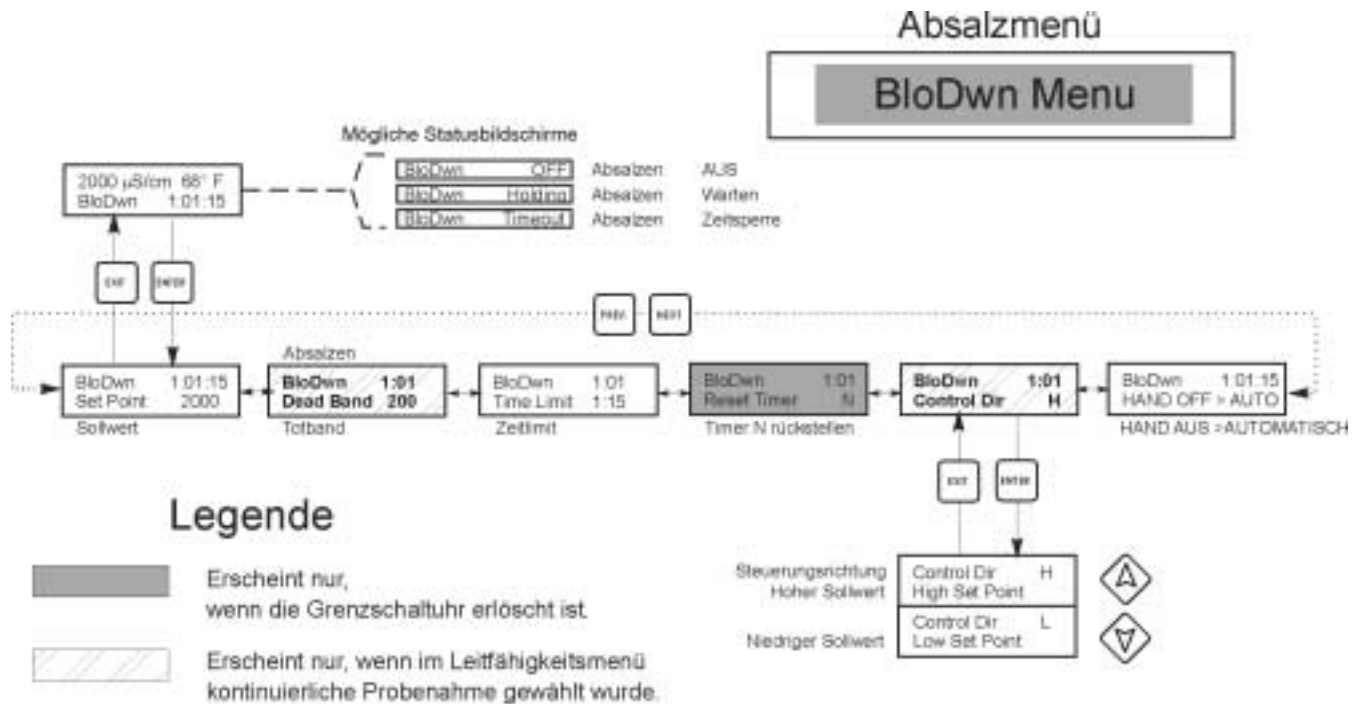 Absalzmenü
BloDwn Menu
Mögliche Statusbildschirme
2000 µS/cm 68° F
BloDwn 1:01:15
BloDwn OFF Absalzen AUS
BloDwn Holding Absalzen Warten
BloDwn Timeout Absalzen Zeitsperre
EXIT ENTER
PREV NEXT
Absalzen
BloDwn 1:01:15
Set Point 2000
Sollwert
BloDwn 1:01
Dead Band 200
Totband
BloDwn 1:01
Time Limit 1:15
Zeitlimit
BloDwn 1:01
Reset Timer N
Timer N rückstellen
BloDwn 1:01
Control Dir H
BloDwn 1:01:15
HAND OFF > AUTO
HAND AUS >AUTOMATISCH
EXIT ENTER
Steuerungsrichtung
Hoher Sollwert
Control Dir H
High Set Point
Niedriger Sollwert
Control Dir L
Low Set Point
Legende
Erscheint nur,
wenn die Grenzschaltuhr erlöscht ist.
Erscheint nur, wenn im Leitfähigkeitsmenü
kontinuierliche Probenahme gewählt wurde.